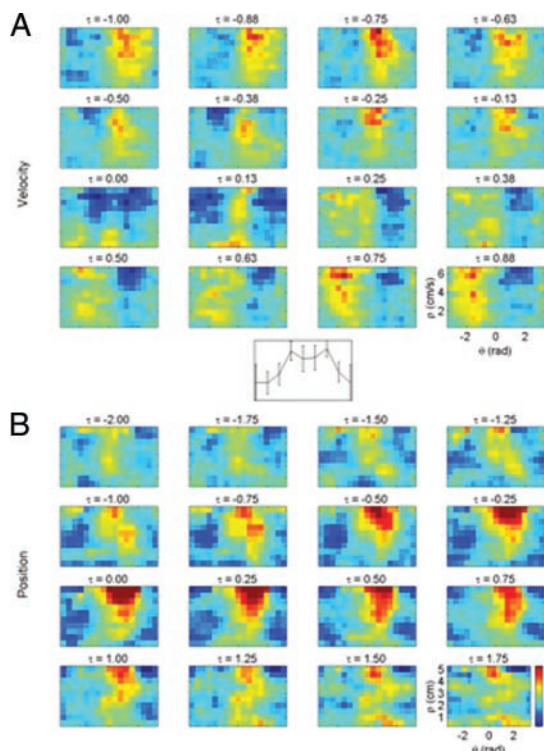 A
τ = -1.00 τ = -0.88 τ = -0.75 τ = -0.63
τ = -0.50 τ = -0.38 τ = -0.25 τ = -0.13
Velocity
τ = 0.00 τ = 0.13 τ = 0.25 τ = 0.38
τ = 0.50 τ = 0.63 τ = 0.75 τ = 0.88
ρ (cm/s)
6
4
2
-2 0 2
θ (rad)
B
τ = -2.00 τ = -1.75 τ = -1.50 τ = -1.25
τ = -1.00 τ = -0.75 τ = -0.50 τ = -0.25
Position
τ = 0.00 τ = 0.25 τ = 0.50 τ = 0.75
τ = 1.00 τ = 1.25 τ = 1.50 τ = 1.75
ρ (cm)
5
4
3
2
1
-2 0 2
θ (rad)